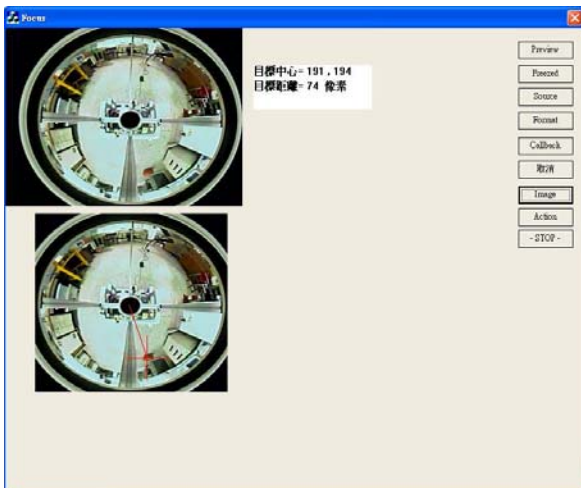 Focus
目標中心= 191 , 194
目標距離= 74 像素
Preview
Freezed
Source
Format
Callback
取消
Image
Action
- STOP -